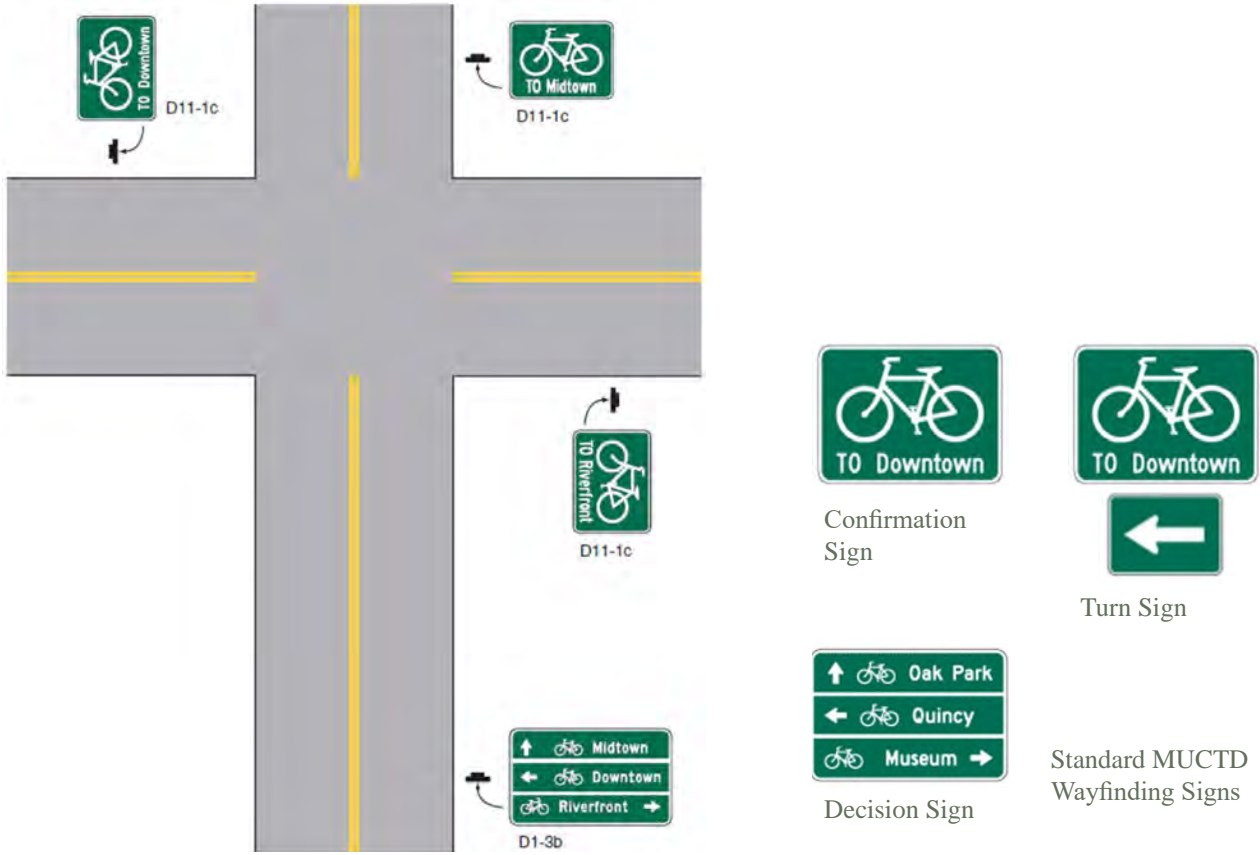 TO Downtown
D11-1c
TO Midtown
D11-1c
TO Riverfront
D11-1c
Midtown
Downtown
Riverfront
D1-3b
TO Downtown
Confirmation
Sign
TO Downtown
Turn Sign
Oak Park
Quincy
Museum
Decision Sign
Standard MUCTD
Wayfinding Signs